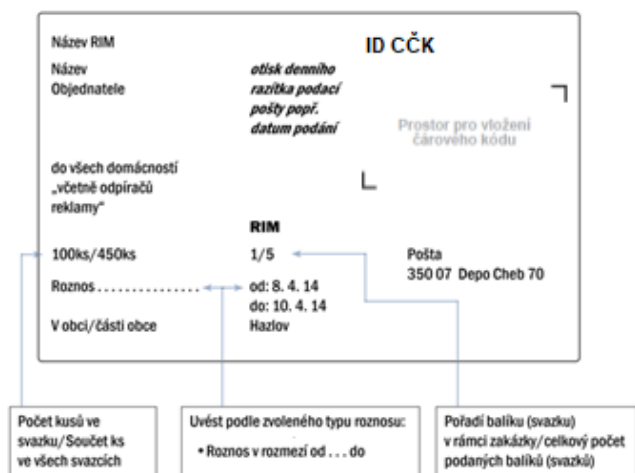 Název RIM
ID CČK
Název
Objednatele
otisk denního
razítka podací
pošty popř.
datum podání
Prostor pro vložení
čárového kódu
do všech domácností
„včetně odpíračů
reklamy“
RIM
100ks/450ks
1/5
Pošta
350 07 Depo Cheb 70
Roznos...............
od: 8. 4. 14
do: 10. 4. 14
V obci/části obce
Hazlov
Počet kusů ve
svazku/Součet ks
ve všech svazcích
Uvést podle zvoleného typu roznosu:
• Roznos v rozmezí od . . . do
Pořadí balíku (svazku)
v rámci zakázky/celkový počet
podaných balíků (svazků)